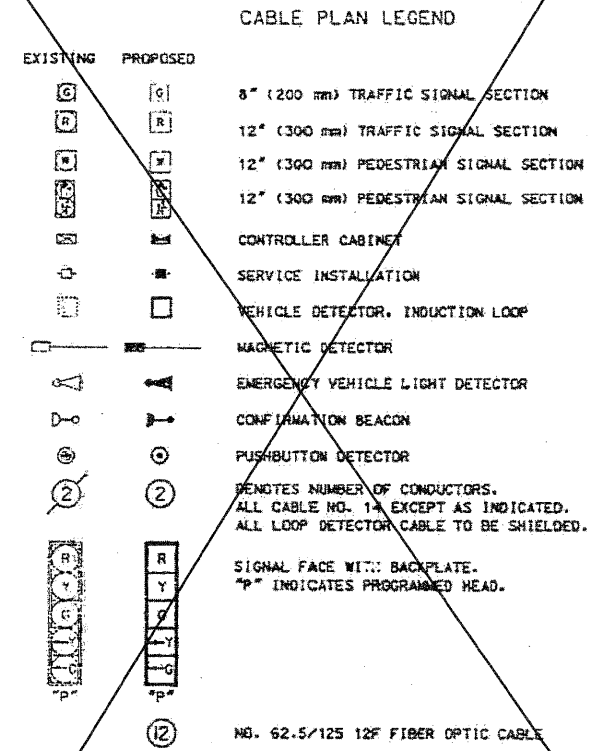 CABLE PLAN LEGEND
EXISTING PROPOSED
G G 8" (200 mm) TRAFFIC SIGNAL SECTION
R R 12" (300 mm) TRAFFIC SIGNAL SECTION
12" (300 mm) PEDESTRIAN SIGNAL SECTION
12" (300 mm) PEDESTRIAN SIGNAL SECTION
CONTROLLER CABINET
SERVICE INSTALLATION
VEHICLE DETECTOR. INDUCTION LOOP
MAGNETIC DETECTOR
EMERGENCY VEHICLE LIGHT DETECTOR
CONFIRMATION BEACON
PUSHBUTTON DETECTOR
2 2 DENOTES NUMBER OF CONDUCTORS.
ALL CABLE NO. 14 EXCEPT AS INDICATED.
ALL LOOP DETECTOR CABLE TO BE SHIELDED.
R R SIGNAL FACE WITH BACKPLATE.
Y Y "P" INDICATES PROGRAMMED HEAD.
G G
Y Y
G G
"P" "P"
12 NO. 62.5/125 12F FIBER OPTIC CABLE